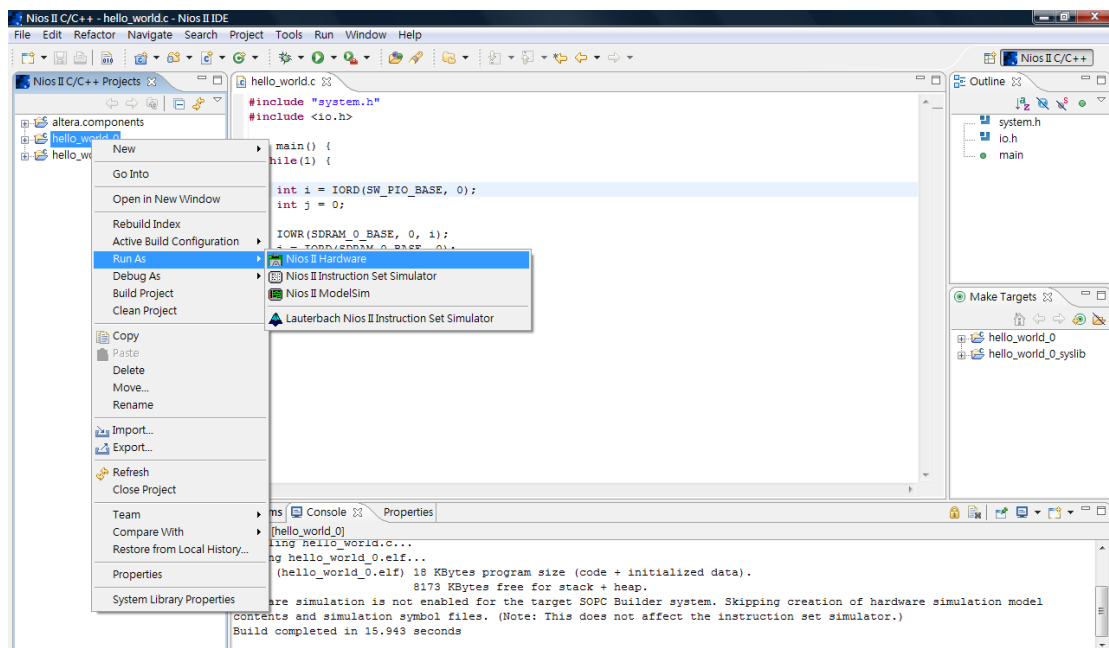 Nios II C/C++ - hello_world.c - Nios II IDE
File Edit Refactor Navigate Search Project Tools Run Window Help
Nios II C/C++
Nios II C/C++ Projects
altera.components
hello_world_0
hello_wo
New
Go Into
Open in New Window
Rebuild Index
Active Build Configuration
Run As
Debug As
Build Project
Clean Project
Copy
Paste
Delete
Move...
Rename
Import...
Export...
Refresh
Close Project
Team
Compare With
Restore from Local History...
Properties
System Library Properties
Nios II Hardware
Nios II Instruction Set Simulator
Nios II ModelSim
Lauterbach Nios II Instruction Set Simulator
hello_world.c
#include "system.h"
#include <io.h>
main() {
hile(1) {
int i = IORD(SW_PIO_BASE, 0);
int j = 0;
IOWR(SDRAM_0_BASE, 0, i);
= IORD(SDRAM_0_BASE, 0);
Outline
system.h
io.h
main
Make Targets
hello_world_0
hello_world_0_syslib
ms Console Properties
[hello_world_0]
ling hello_world.c...
ng hello_world_0.elf...
(hello_world_0.elf) 18 KBytes program size (code + initialized data).
8173 KBytes free for stack + heap.
are simulation is not enabled for the target SOPC Builder system. Skipping creation of hardware simulation model
contents and simulation symbol files. (Note: This does not affect the instruction set simulator.)
Build completed in 15.943 seconds